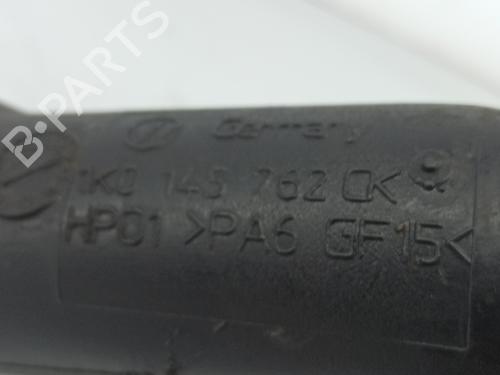 B-PARTS
Germany
1K0 145 762 CK
HP01 >PA6 GF15<